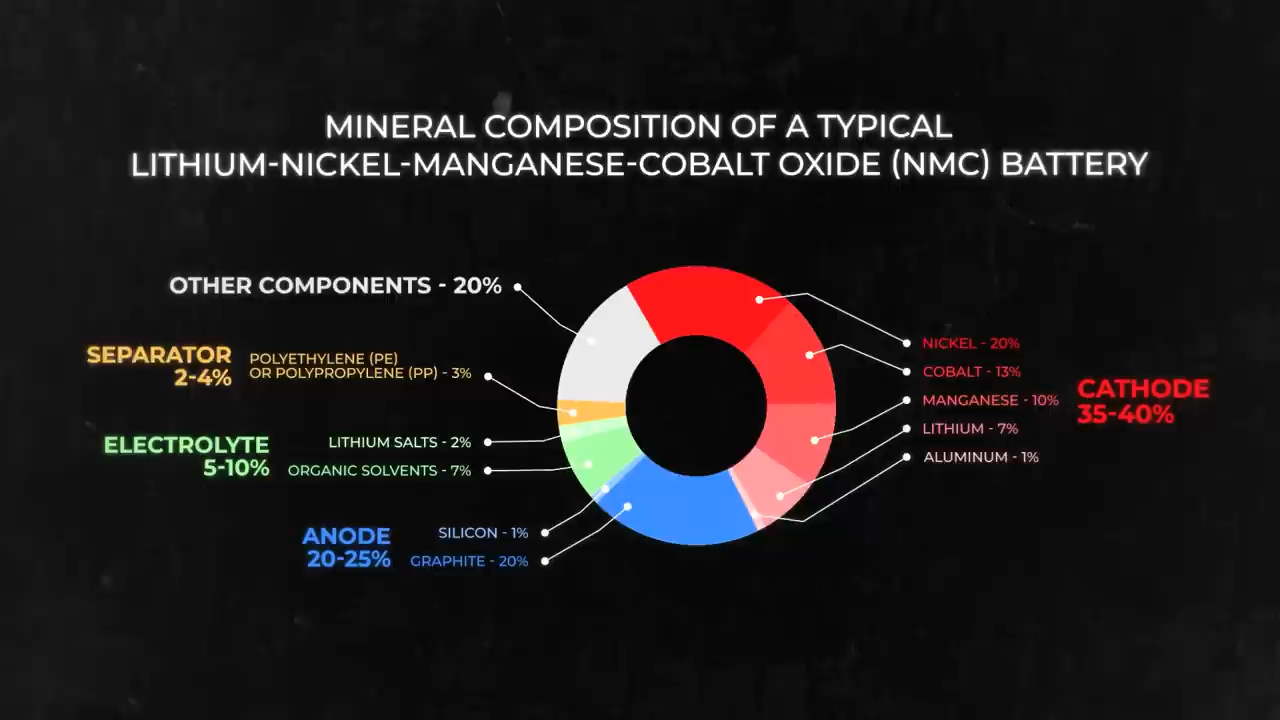 MINERAL COMPOSITION OF A TYPICAL
LITHIUM-NICKEL-MANGANESE-COBALT OXIDE (NMC) BATTERY
OTHER COMPONENTS - 20%
SEPARATOR
2-4%
POLYETHYLENE (PE)
OR POLYPROPYLENE (PP) - 3%
ELECTROLYTE
5-10%
LITHIUM SALTS - 2%
ORGANIC SOLVENTS - 7%
ANODE
20-25%
SILICON - 1%
GRAPHITE - 20%
NICKEL - 20%
COBALT - 13%
MANGANESE - 10%
LITHIUM - 7%
ALUMINUM - 1%
CATHODE
35-40%